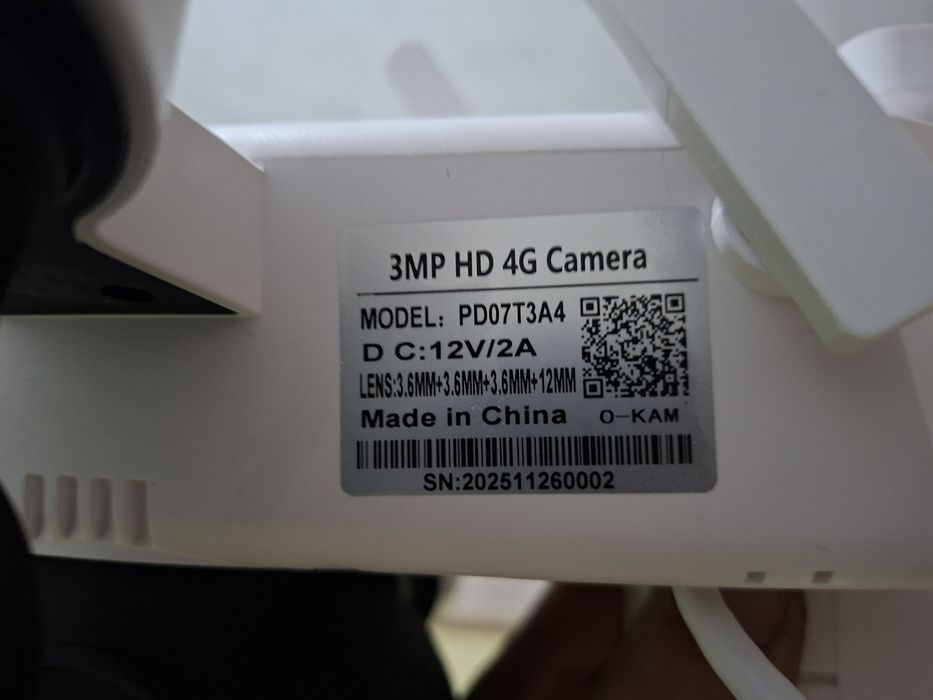 3MP HD 4G Camera
MODEL: PD07T3A4
D C:12V/2A
LENS:3.6MM+3.6MM+3.6MM+12MM
Made in China
O-KAM
SN:202511260002